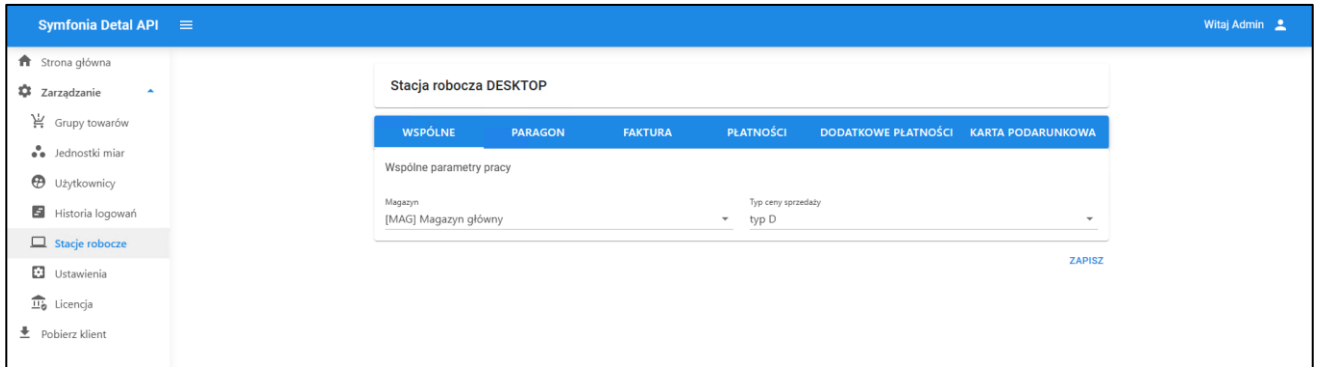 Symfonia Detal API
Witaj Admin
Strona główna
Zarządzanie
Grupy towarów
Jednostki miar
Użytkownicy
Historia logowań
Stacje robocze
Ustawienia
Licencja
Pobierz klient
Stacja robocza DESKTOP
WSPÓLNE PARAGON FAKTURA PŁATNOŚCI DODATKOWE PŁATNOŚCI KARTA PODARUNKOWA
Wspólne parametry pracy
Magazyn
[MAG] Magazyn główny
Typ ceny sprzedaży
typ D
ZAPISZ